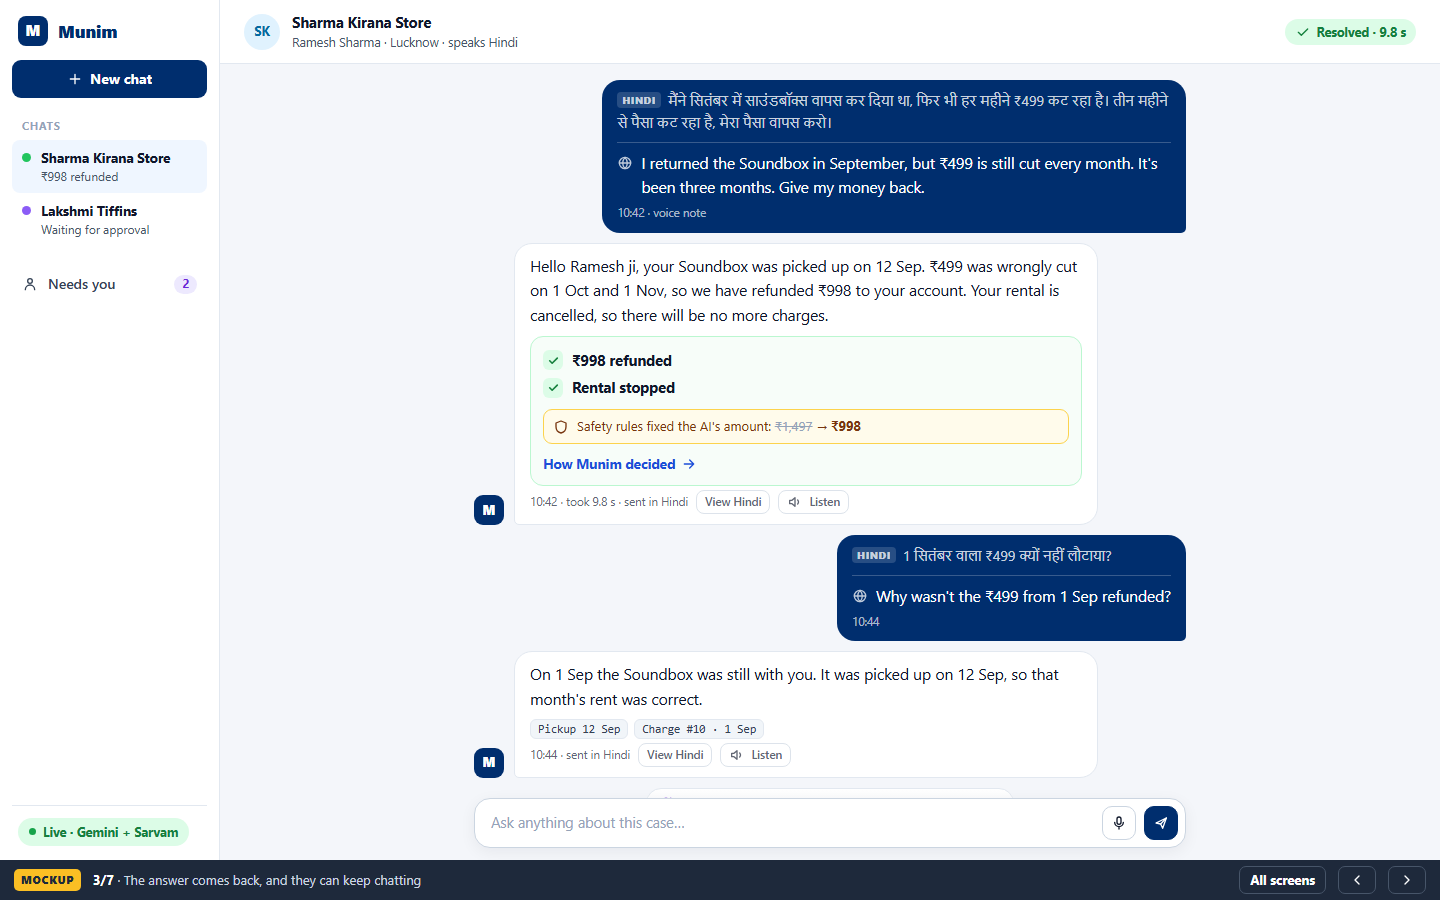 M Munim
+ New chat
CHATS
Sharma Kirana Store
₹998 refunded
Lakshmi Tiffins
Waiting for approval
Needs you 2
Live · Gemini + Sarvam
SK
Sharma Kirana Store
Ramesh Sharma · Lucknow · speaks Hindi
Resolved · 9.8 s
HINDI मैंने सितंबर में साउंडबॉक्स वापस कर दिया था, फिर भी हर महीने ₹499 कट रहा है। तीन महीने
से पैसा कट रहा है, मेरा पैसा वापस करो।
I returned the Soundbox in September, but ₹499 is still cut every month. It's
been three months. Give my money back.
10:42 · voice note
Hello Ramesh ji, your Soundbox was picked up on 12 Sep. ₹499 was wrongly cut
on 1 Oct and 1 Nov, so we have refunded ₹998 to your account. Your rental is
cancelled, so there will be no more charges.
₹998 refunded
Rental stopped
Safety rules fixed the AI's amount: ₹1,497 → ₹998
How Munim decided →
M
10:42 · took 9.8 s · sent in Hindi View Hindi Listen
HINDI 1 सितंबर वाला ₹499 क्यों नहीं लौटाया?
Why wasn't the ₹499 from 1 Sep refunded?
10:44
On 1 Sep the Soundbox was still with you. It was picked up on 12 Sep, so that
month's rent was correct.
Pickup 12 Sep Charge #10 · 1 Sep
M
10:44 · sent in Hindi View Hindi Listen
Ask anything about this case...
MOCKUP 3/7 · The answer comes back, and they can keep chatting
All screens